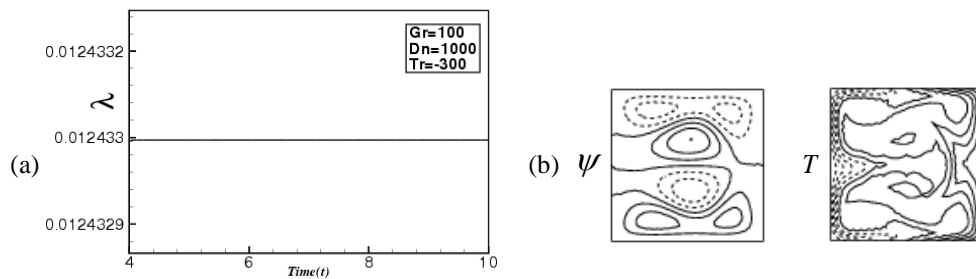 (a)
λ
0.0124332
0.012433
0.0124329
Gr=100
Dn=1000
Tr=-300
4
6
8
10
Time(t)
(b)
ψ
T